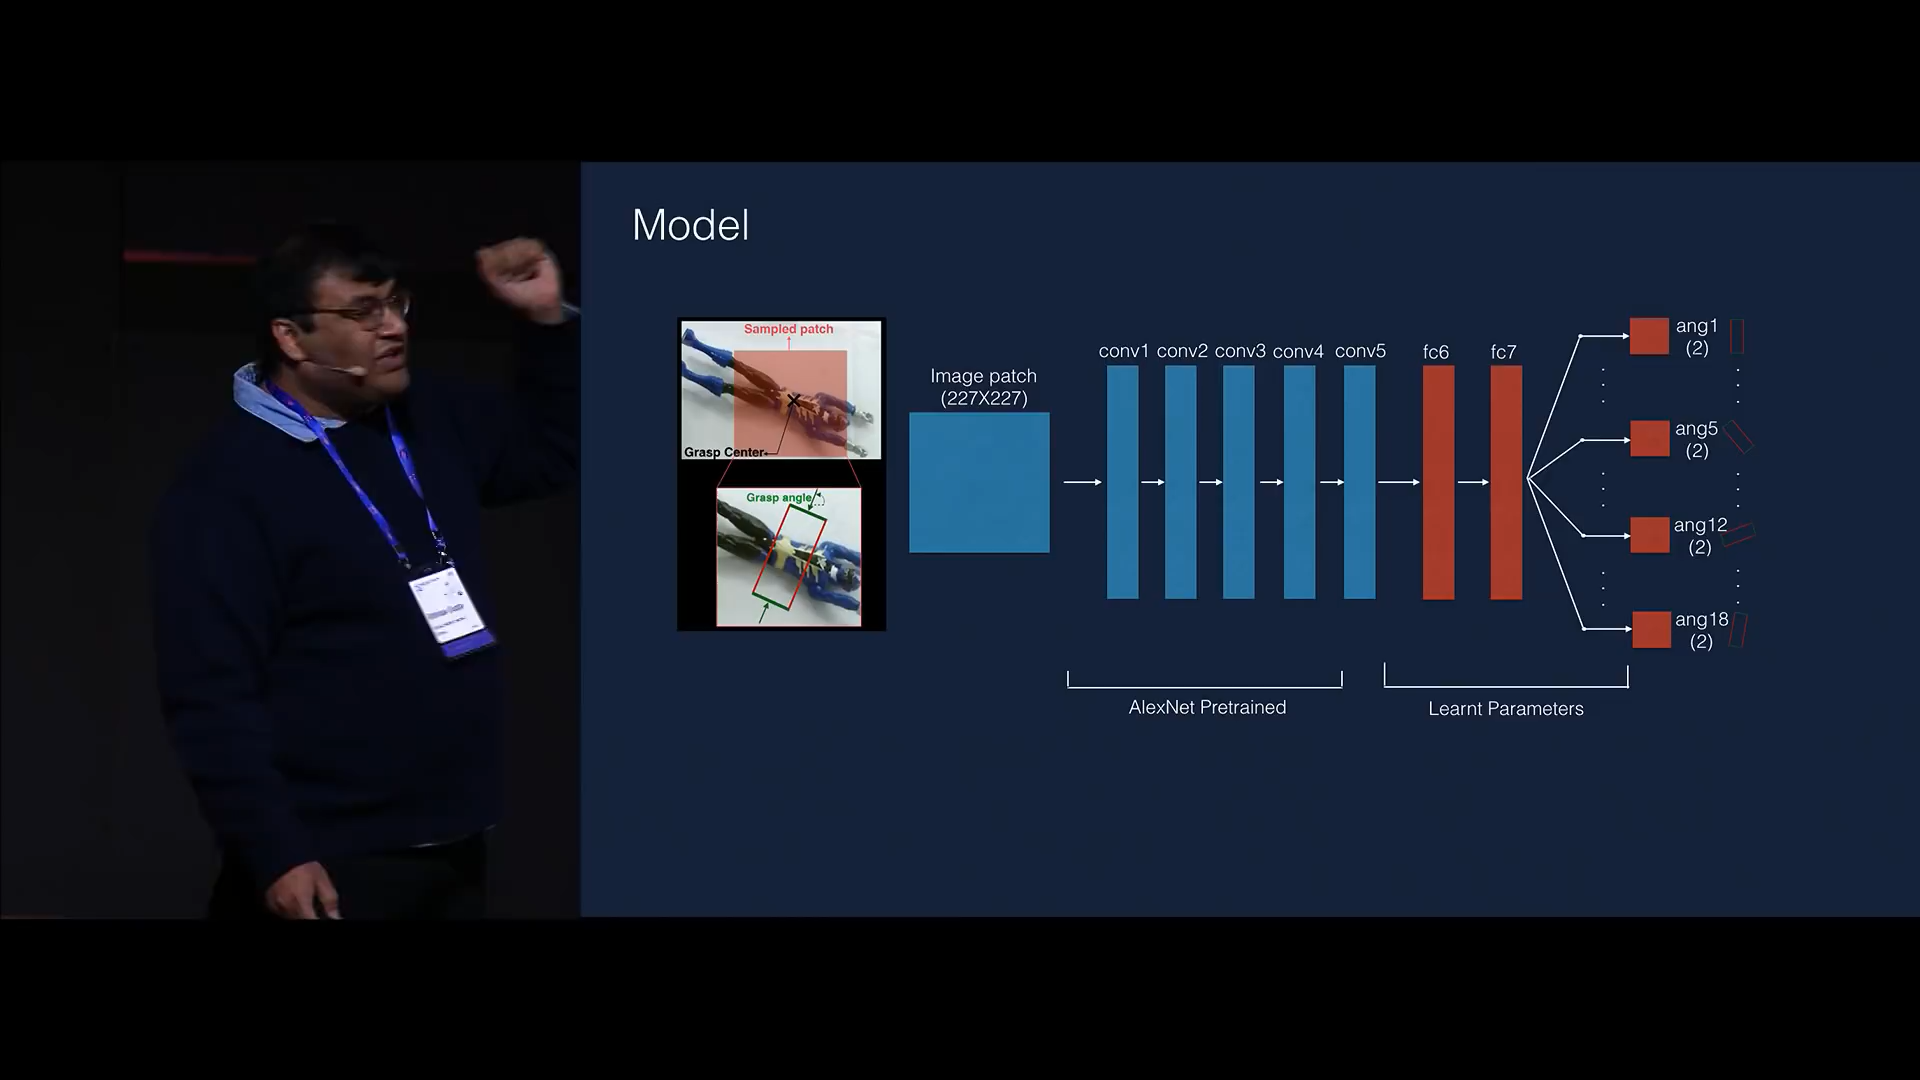 Model
Sampled patch
Grasp Center
Grasp angle
Image patch
(227X227)
conv1 conv2 conv3 conv4 conv5 fc6 fc7
ang1
(2)
ang5
(2)
ang12
(2)
ang18
(2)
AlexNet Pretrained
Learnt Parameters